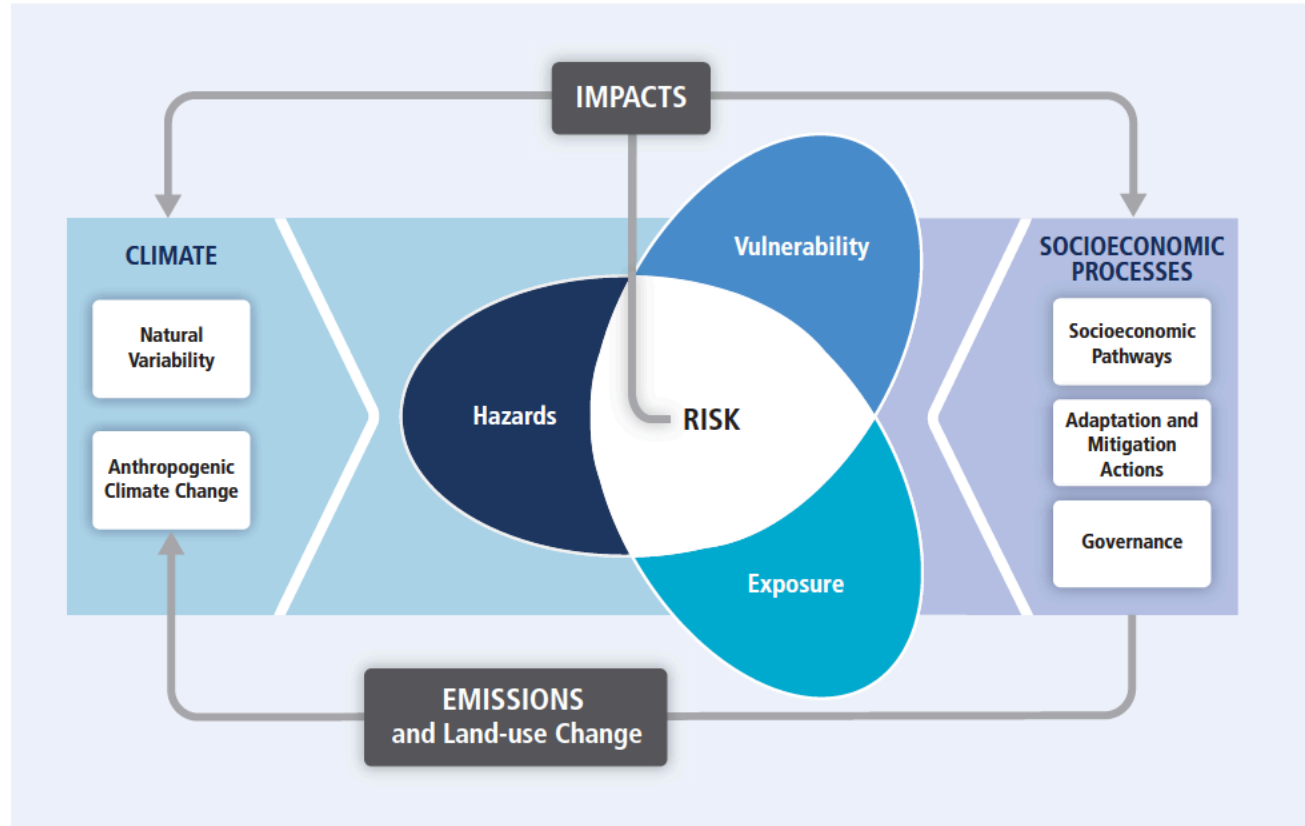 IMPACTS
CLIMATE
Natural
Variability
Anthropogenic
Climate Change
Hazards
Vulnerability
RISK
Exposure
SOCIOECONOMIC
PROCESSES
Socioeconomic
Pathways
Adaptation and
Mitigation
Actions
Governance
EMISSIONS
and Land-use Change